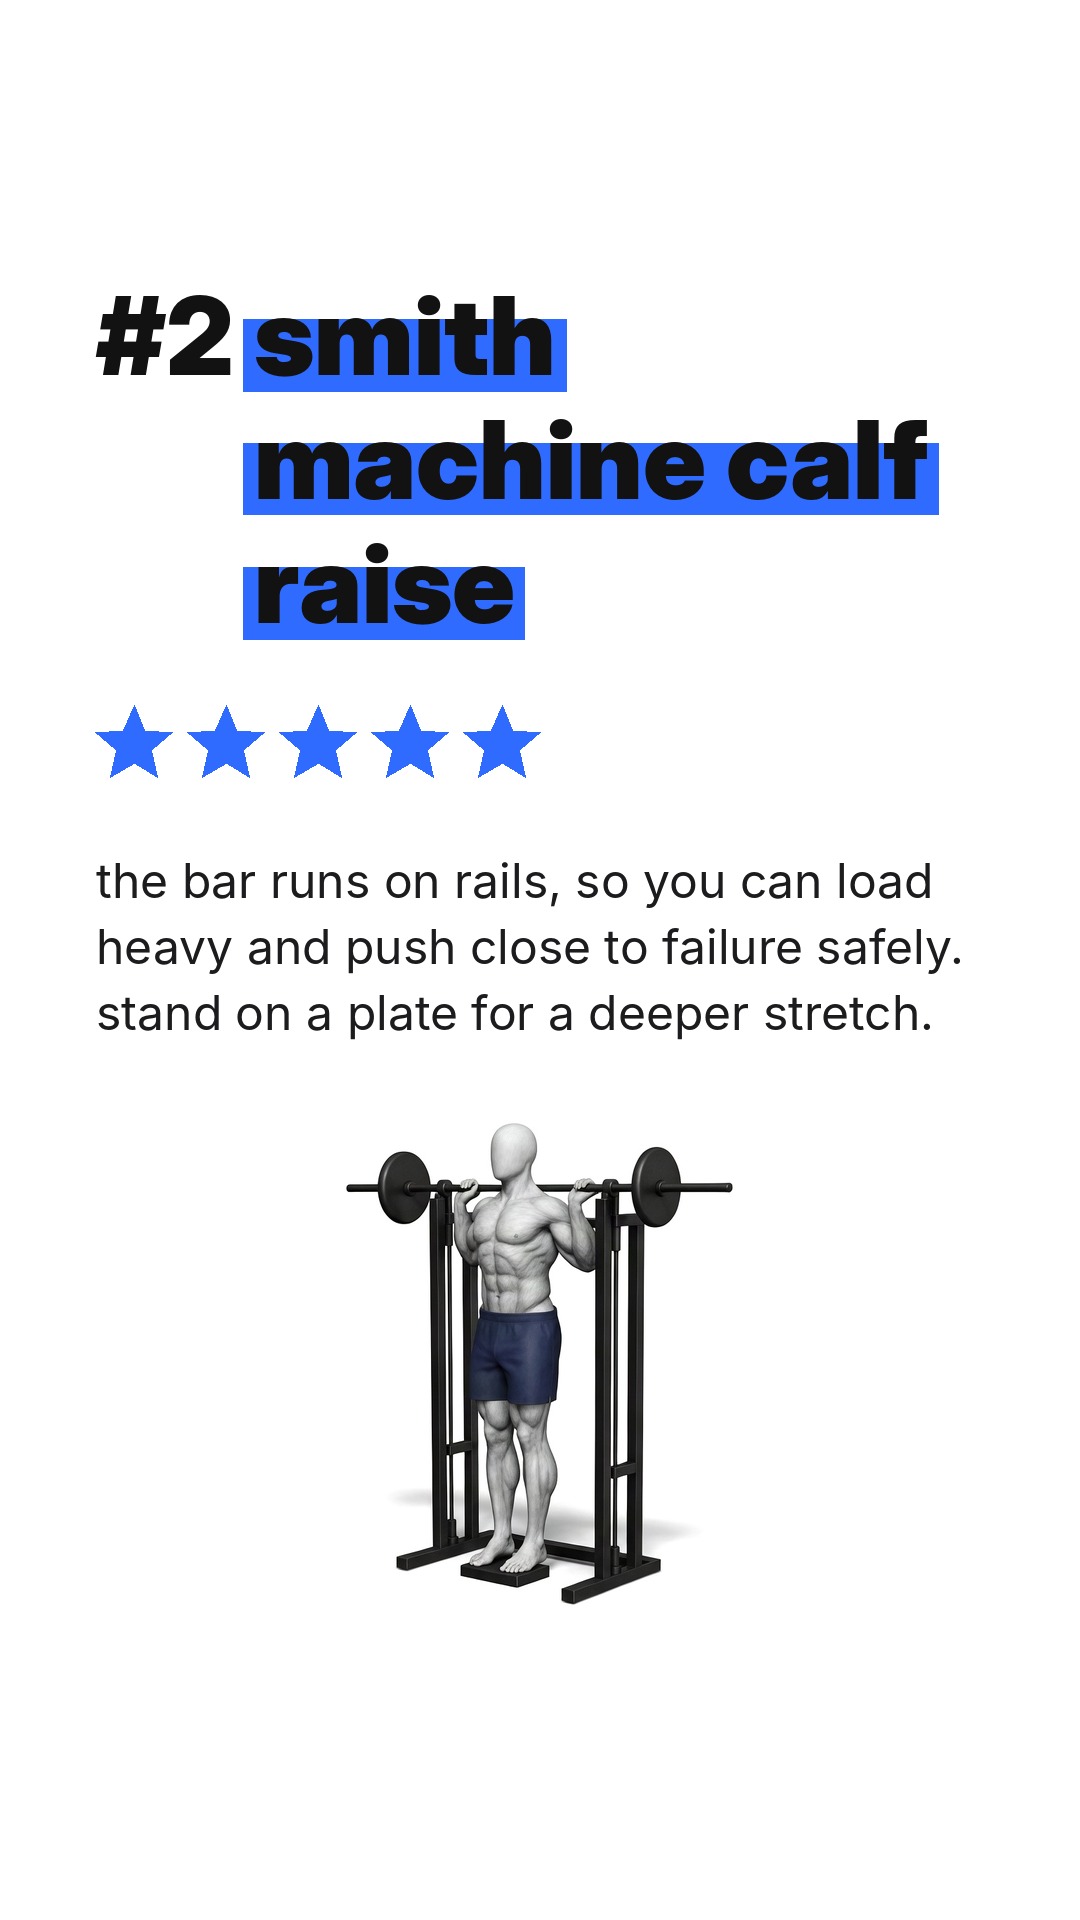 #2 smith
machine calf
raise
the bar runs on rails, so you can load
heavy and push close to failure safely.
stand on a plate for a deeper stretch.